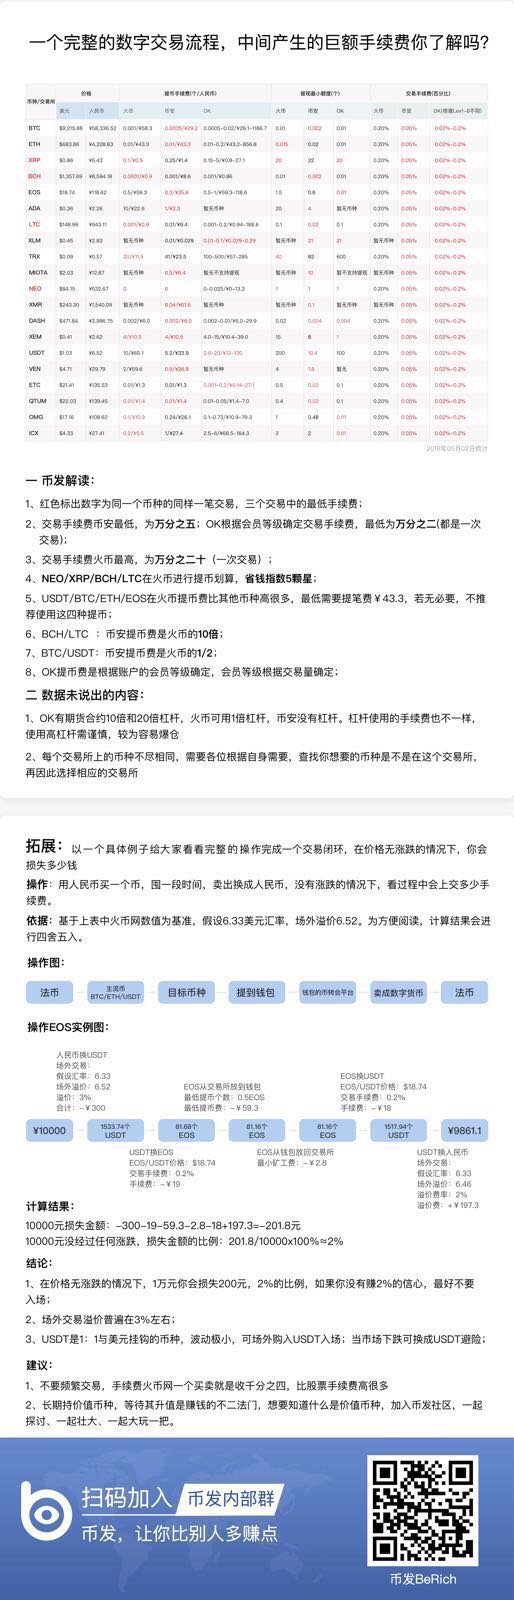 一个完整的数字交易流程，中间产生的巨额手续费你了解吗？
币种/交易所 价格 提币手续费(个/人民币) 提现最小额度(个) 交易手续费(百分比)
美元 人民币 火币 币安 OK 火币 币安 OK 火币 币安 OK(根据Lev1-8不同)
BTC $9,215.88 ¥58,336.52 0.001/¥58.3 0.0005/¥29.2 0.0005-0.02/¥29.1-1166.7 0.01 0.002 0.01 0.20% 0.05% 0.02%-0.2%
ETH $683.86 ¥4,328.83 0.01/¥43.3 0.01/¥43.3 0.01-0.2/¥43.2-856.8 0.015 0.02 0.01 0.20% 0.05% 0.02%-0.2%
XRP $0.86 ¥5.43 0.1/¥0.5 0.25/¥1.4 0.15-5/¥0.9-27.1 20 22 20 0.20% 0.05% 0.02%-0.2%
BCH $1,357.69 ¥8,594.18 0.0001/¥0.9 0.001/¥8.6 0.001/¥0.86 0.01 0.002 0.01 0.20% 0.05% 0.02%-0.2%
EOS $18.74 ¥118.62 0.5/¥59.3 0.3/¥35.6 0.5-1/¥59.3-118.6 1.5 0.6 0.01 0.20% 0.05% 0.02%-0.2%
ADA $0.36 ¥2.26 10/¥22.6 1/¥2.3 暂无币种 20 4 暂无币种 0.20% 0.05% 0.02%-0.2%
LTC $148.99 ¥943.11 0.001/¥0.9 0.01/¥9.4 0.001-0.2/¥0.94-188.6 0.1 0.02 0.1 0.20% 0.05% 0.02%-0.2%
XLM $0.45 ¥2.83 暂无币种 0.01/¥0.029 0.01-0.1/¥0.029-0.29 暂无币种 21 21 暂无币种 0.05% 0.02%-0.2%
TRX $0.09 ¥0.57 20/¥11.5 41/¥23.5 100-500/¥57-285 40 82 600 0.20% 0.05% 0.02%-0.2%
MIOTA $2.03 ¥12.87 暂无币种 0.5/¥6.4 暂无不支持提现 暂无币种 10 暂不支持提现 暂无币种 0.05% 0.02%-0.2%
NEO $84.15 ¥532.67 0 0 0-0.025/¥0-13.3 1 1 1 0.20% 0.05% 0.02%-0.2%
XMR $243.30 ¥1,540.09 暂无币种 0.04/¥61.6 暂无币种 暂无币种 0.1 暂无币种 暂无币种 0.05% 0.02%-0.2%
DASH $471.84 ¥2,986.75 0.002/¥6.0 0.002/¥6.0 0.002-0.01/¥6.0-29.9 0.02 0.004 0.004 0.20% 0.05% 0.02%-0.2%
XEM $0.41 ¥2.62 4/¥10.5 4/¥10.5 4.0-15/¥10.4-39.0 15 8 1 0.20% 0.05% 0.02%-0.2%
USDT $1.03 ¥6.52 10/¥65.1 5.2/¥33.9 2.0-20/¥13-130 200 10.4 100 0.20% 0.05% 0.02%-0.2%
VEN $4.71 ¥29.79 2/¥59.6 0.9/¥26.8 暂无币种 4 1.8 暂无 0.20% 0.05% 0.02%-0.2%
ETC $21.41 ¥135.53 0.01/¥1.3 0.01/¥1.3 0.001-0.2/¥0.14-27.1 0.5 0.02 0.1 0.20% 0.05% 0.02%-0.2%
QTUM $22.03 ¥139.45 0.01/¥1.4 0.01/¥1.4 0.01-0.05/¥1.4-7.0 0.4 0.02 0.1 0.20% 0.05% 0.02%-0.2%
OMG $17.16 ¥108.62 0.1/¥10.9 0.24/¥26.1 0.1-0.73/¥10.9-79.3 1 0.48 0.01 0.20% 0.05% 0.02%-0.2%
ICX $4.33 ¥27.41 0.2/¥5.5 1/¥27.4 2.5-6/¥68.5-164.3 2 2 0.01 0.20% 0.05% 0.02%-0.2%
2018年05月02日统计
一 币发解读：
1、红色标出数字为同一个币种的同样一笔交易，三个交易中的最低手续费；
2、交易手续费币安最低，为万分之五；OK根据会员等级确定交易手续费，最低为万分之二(都是一次
交易)；
3、交易手续费火币最高，为万分之二十（一次交易）；
4、NEO/XRP/BCH/LTC在火币进行提币划算，省钱指数5颗星；
5、USDT/BTC/ETH/EOS在火币提币费比其他币种高很多，最低需要提笔费￥43.3，若无必要，不推
荐使用这四种提币；
6、BCH/LTC ：币安提币费是火币的10倍；
7、BTC/USDT：币安提币费是火币的1/2；
8、OK提币费是根据账户的会员等级确定，会员等级根据交易量确定；
二 数据未说出的内容：
1、OK有期货合约10倍和20倍杠杆，火币可用1倍杠杆，币安没有杠杆。杠杆使用的手续费也不一样，
使用高杠杆需谨慎，较为容易爆仓
2、每个交易所上的币种不尽相同，需要各位根据自身需要，查找你想要的币种是不是在这个交易所，
再因此选择相应的交易所
拓展：以一个具体例子给大家看看完整的操作完成一个交易闭环，在价格无涨跌的情况下，你会
损失多少钱
操作：用人民币买一个币，囤一段时间，卖出换成人民币，没有涨跌的情况下，看过程中会上交多少手
续费。
依据：基于上表中火币网数值为基准，假设6.33美元汇率，场外溢价6.52。为方便阅读，计算结果会进
行四舍五入。
操作图：
法币 主流币 BTC/ETH/USDT 目标币种 提到钱包 钱包的币转会平台 卖成数字货币 法币
操作EOS实例图：
人民币换USDT
场外交易：
假设汇率：6.33
场外溢价：6.52
溢价：3%
合计：-￥300
EOS从交易所放到钱包
最低提币个数：0.5EOS
最低提币费：-￥59.3
EOS换USDT
EOS/USDT价格：$18.74
交易手续费：0.2%
手续费：-￥18
¥10000 1533.74个 USDT 81.68个 EOS 81.16个 EOS 81.16个 EOS 1517.94个 USDT ¥9861.1
USDT换EOS
EOS/USDT价格：$18.74
交易手续费：0.2%
手续费：-￥19
EOS从钱包放回交易所
最小矿工费：-￥2.8
USDT换人民币
场外交易：
假设汇率：6.33
场外溢价：6.46
溢价费率：2%
溢价费：+￥197.3
计算结果：
10000元损失金额：-300-19-59.3-2.8-18+197.3=-201.8元
10000元没经过任何涨跌，损失金额的比例：201.8/10000x100%≈2%
结论：
1、在价格无涨跌的情况下，1万元你会损失200元，2%的比例，如果你没有赚2%的信心，最好不要
入场；
2、场外交易溢价普遍在3%左右；
3、USDT是1：1与美元挂钩的币种，波动极小，可场外购入USDT入场；当市场下跌可换成USDT避险；
建议：
1、不要频繁交易，手续费火币网一个买卖就是收千分之四，比股票手续费高很多
2、长期持价值币种，等待其升值是赚钱的不二法门，想要知道什么是价值币种，加入币发社区，一起
探讨、一起壮大、一起大玩一把。
扫码加入 币发内部群
币发，让你比别人多赚点
币发BeRich